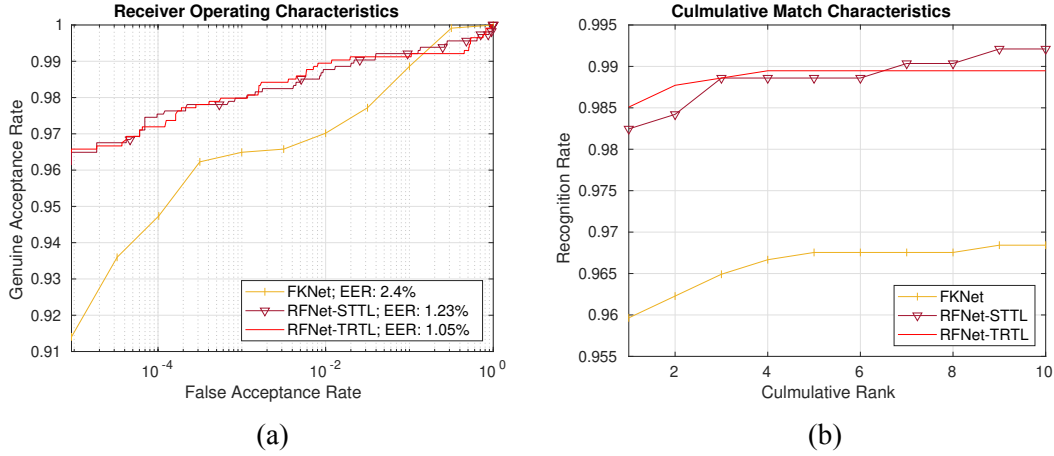 Receiver Operating Characteristics
1
0.99
0.98
0.97
0.96
0.95
0.94
0.93
0.92
0.91
Genuine Acceptance Rate
FKNet; EER: 2.4%
RFNet-STTL; EER: 1.23%
RFNet-TRTL; EER: 1.05%
10^-4 10^-2 10^0
False Acceptance Rate
(a)
Culmulative Match Characteristics
0.995
0.99
0.985
0.98
0.975
0.97
0.965
0.96
0.955
Recognition Rate
FKNet
RFNet-STTL
RFNet-TRTL
2 4 6 8 10
Culmulative Rank
(b)